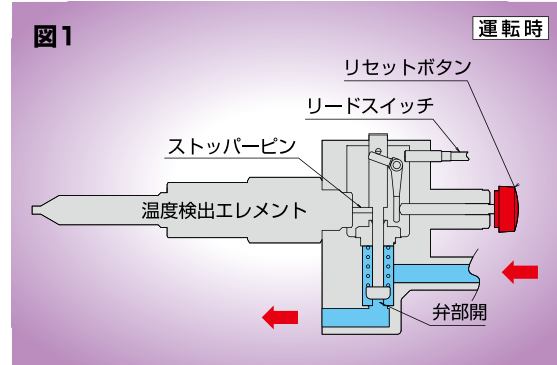 図1
運転時
リセットボタン
リードスイッチ
ストッパーピン
温度検出エレメント
弁部開